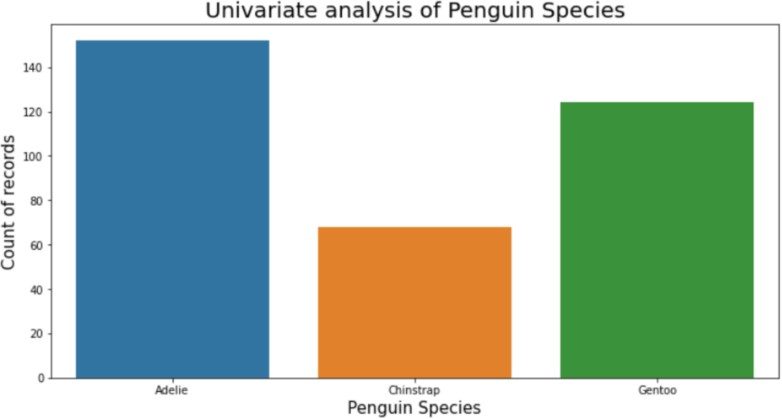 Univariate analysis of Penguin Species
Count of records
140
120
100
80
60
40
20
0
Adelie
Chinstrap
Gentoo
Penguin Species